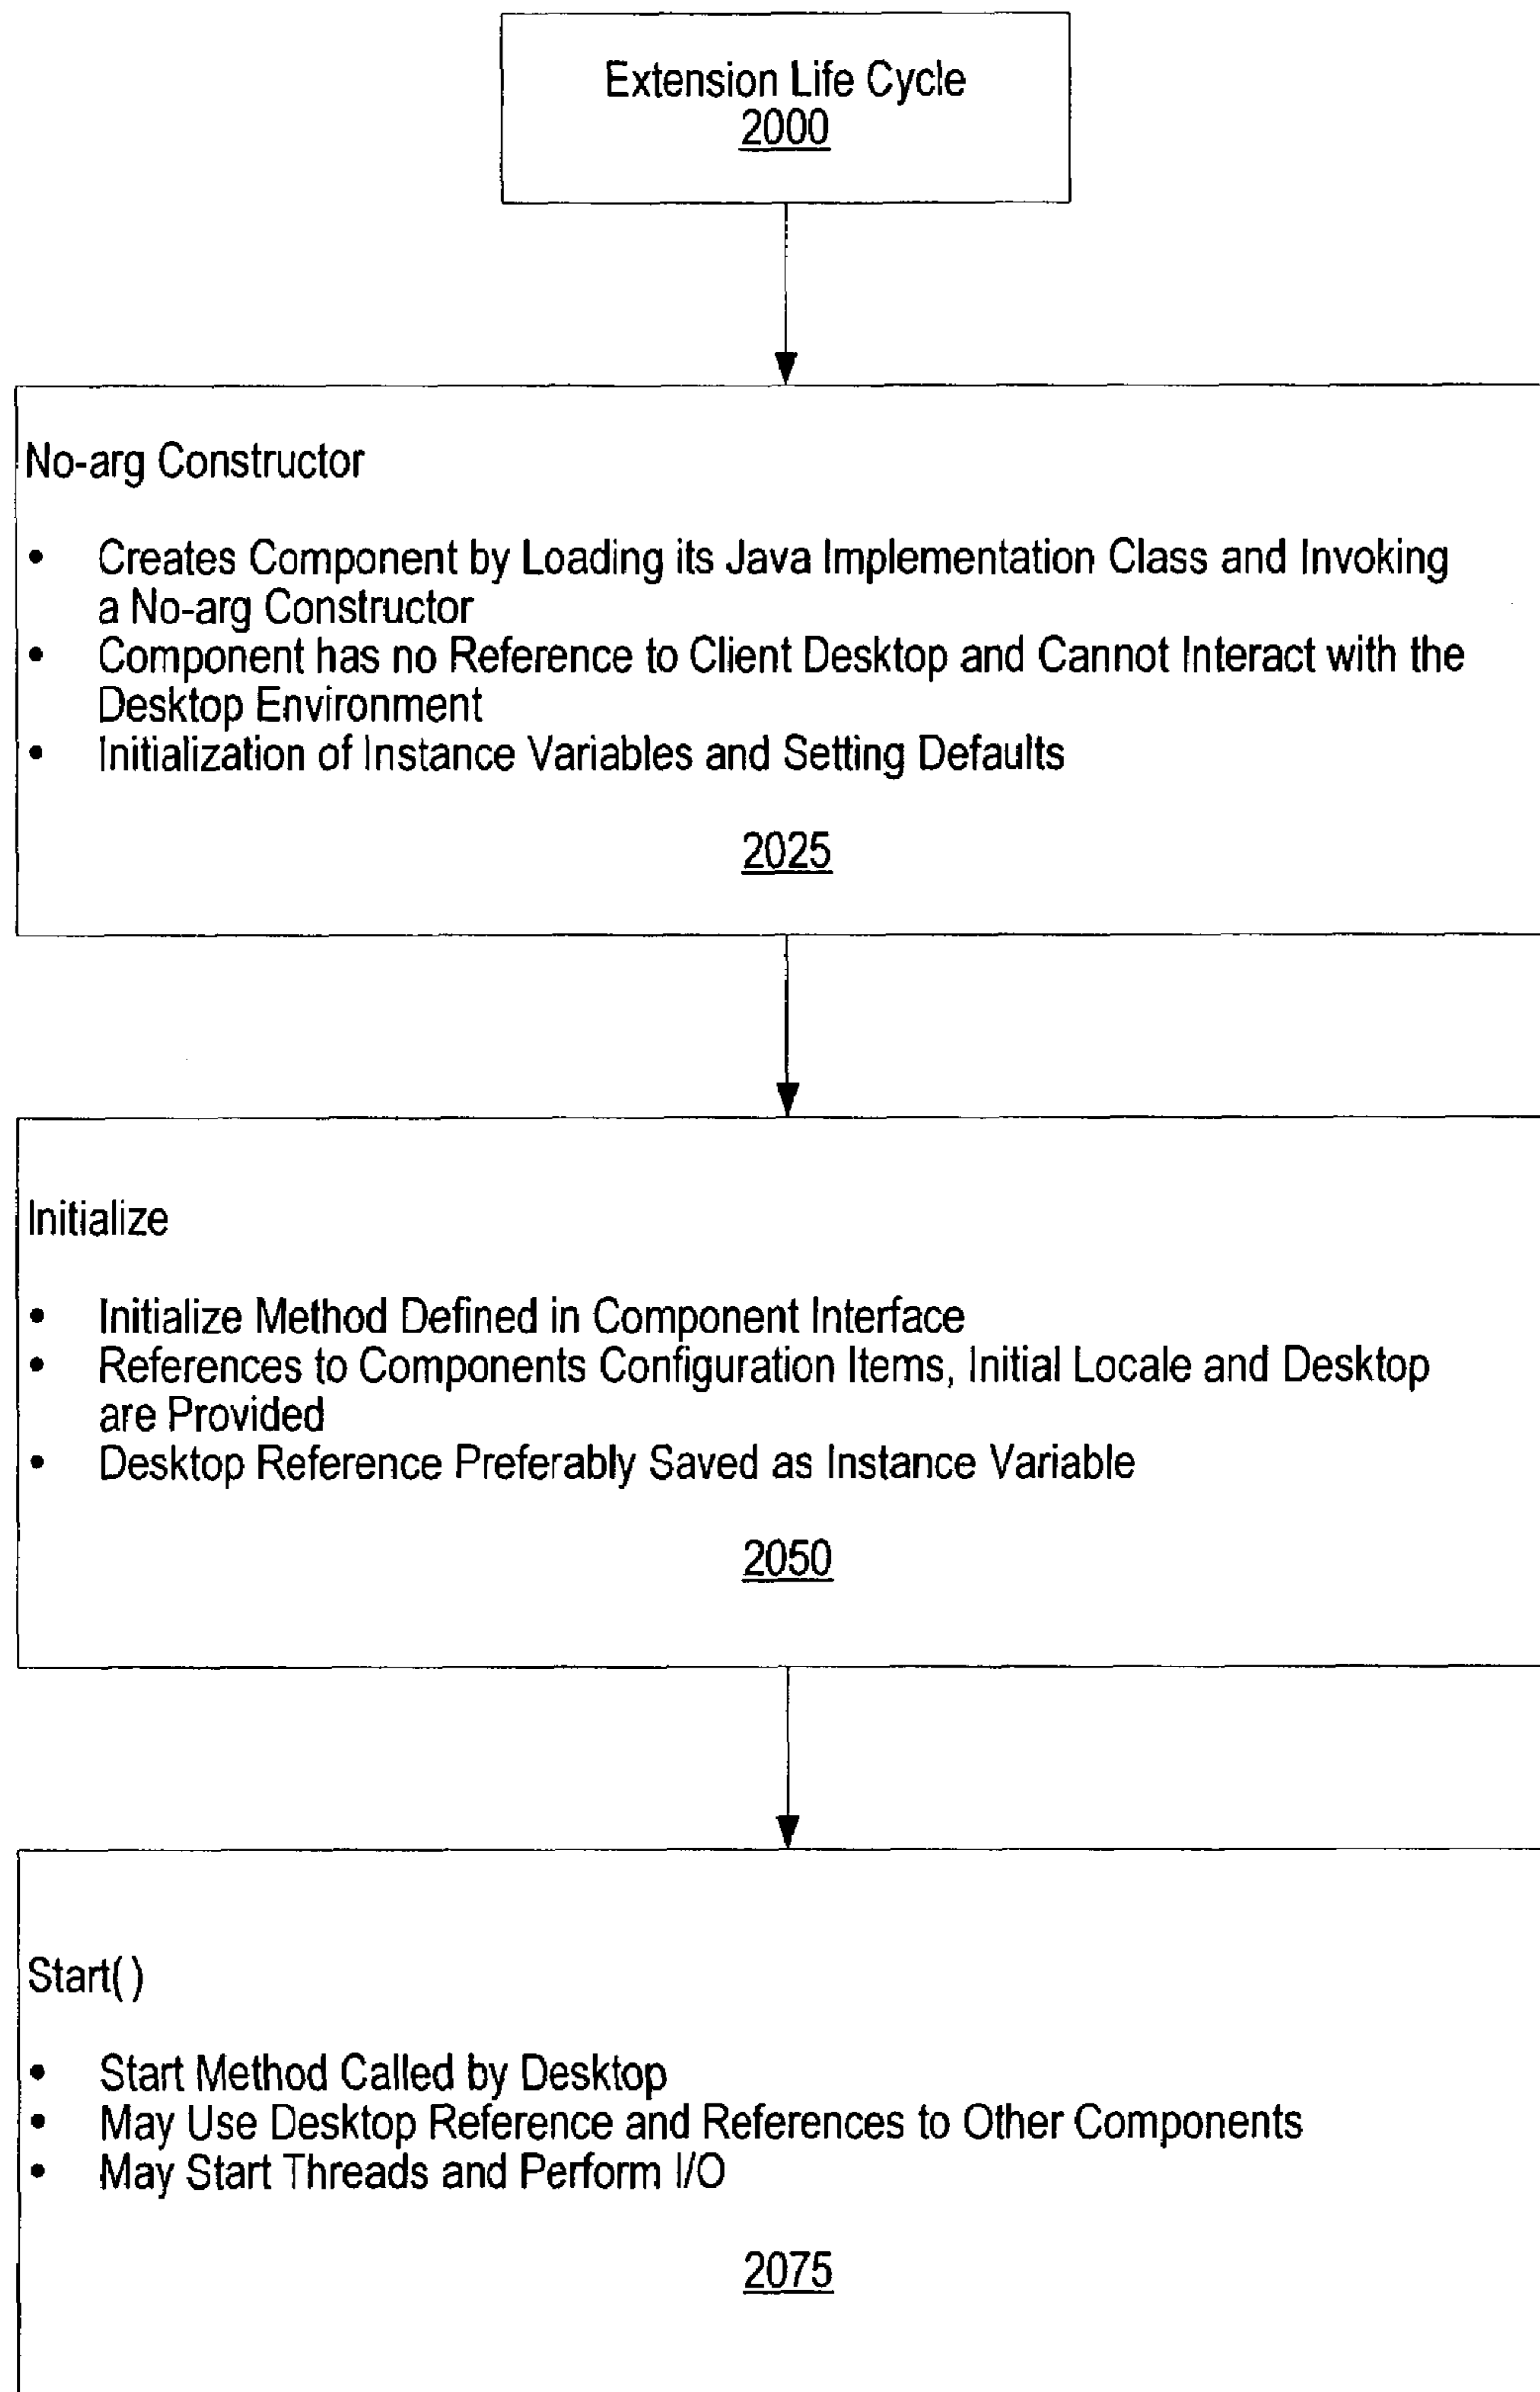 Extension Life Cycle
2000
No-arg Constructor
• Creates Component by Loading its Java Implementation Class and Invoking
a No-arg Constructor
• Component has no Reference to Client Desktop and Cannot Interact with the
Desktop Environment
• Initialization of Instance Variables and Setting Defaults
2025
Initialize
• Initialize Method Defined in Component Interface
• References to Components Configuration Items, Initial Locale and Desktop
are Provided
• Desktop Reference Preferably Saved as Instance Variable
2050
Start( )
• Start Method Called by Desktop
• May Use Desktop Reference and References to Other Components
• May Start Threads and Perform I/O
2075